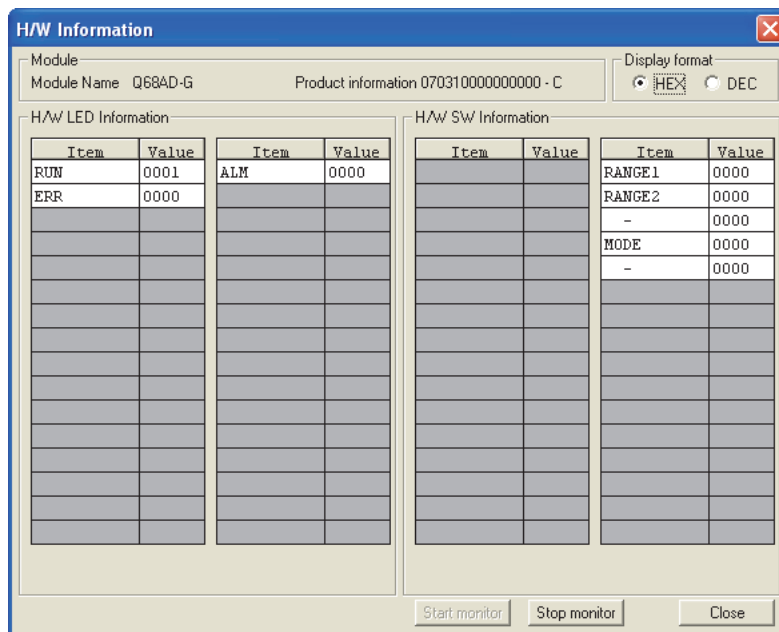 H/W Information
Module
Module Name Q68AD-G Product information 070310000000000 - C
Display format
HEX DEC
H/W LED Information
Item Value Item Value
RUN 0001 ALM 0000
ERR 0000
H/W SW Information
Item Value Item Value
RANGE1 0000
RANGE2 0000
- 0000
MODE 0000
- 0000
Start monitor Stop monitor Close